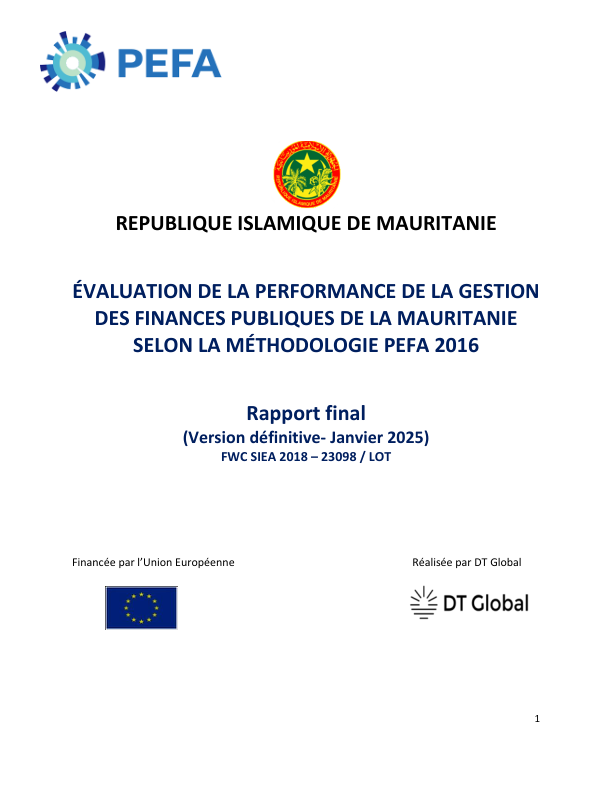 PEFA
REPUBLIQUE ISLAMIQUE DE MAURITANIE
ÉVALUATION DE LA PERFORMANCE DE LA GESTION
DES FINANCES PUBLIQUES DE LA MAURITANIE
SELON LA MÉTHODOLOGIE PEFA 2016
Rapport final
(Version définitive- Janvier 2025)
FWC SIEA 2018 – 23098 / LOT
Financée par l’Union Européenne
Réalisée par DT Global
DT Global
1